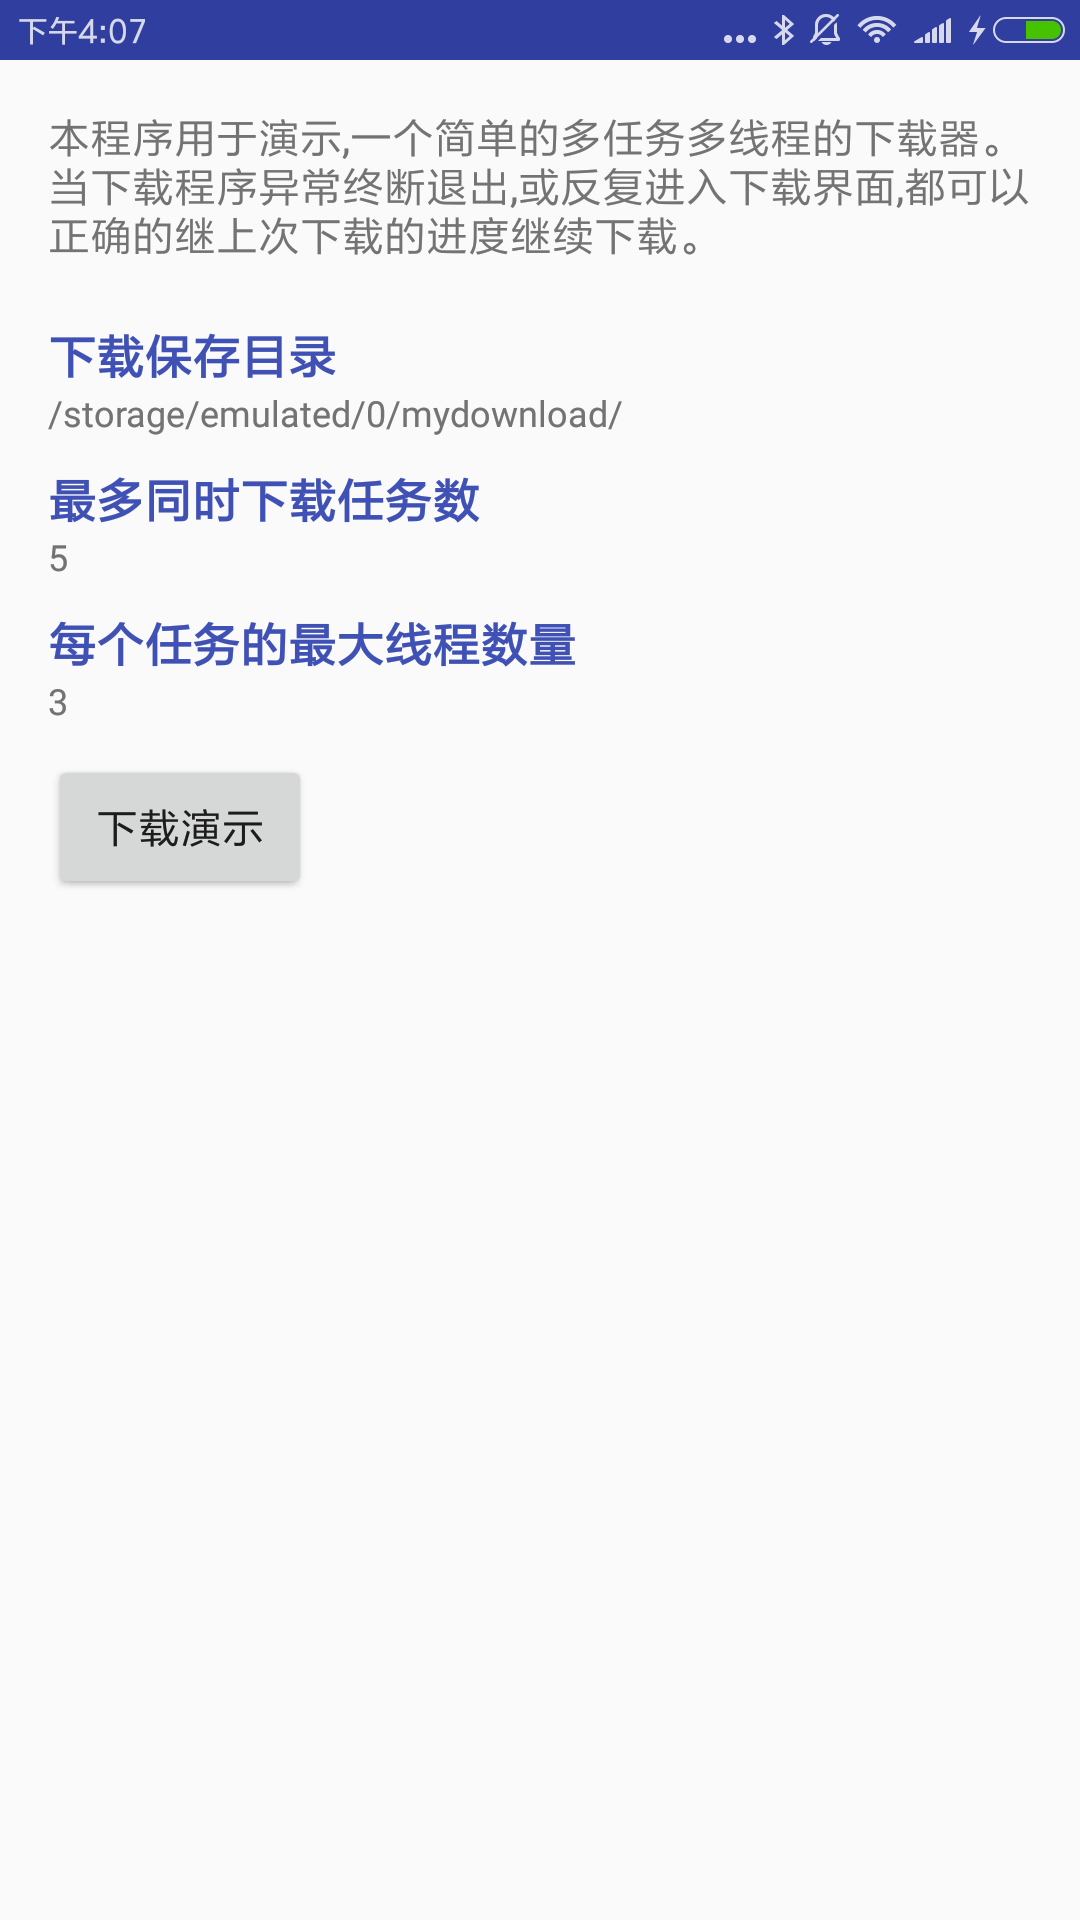 下午4:07
本程序用于演示,一个简单的多任务多线程的下载器。
当下载程序异常终断退出,或反复进入下载界面,都可以
正确的继上次下载的进度继续下载。
下载保存目录
/storage/emulated/0/mydownload/
最多同时下载任务数
5
每个任务的最大线程数量
3
下载演示